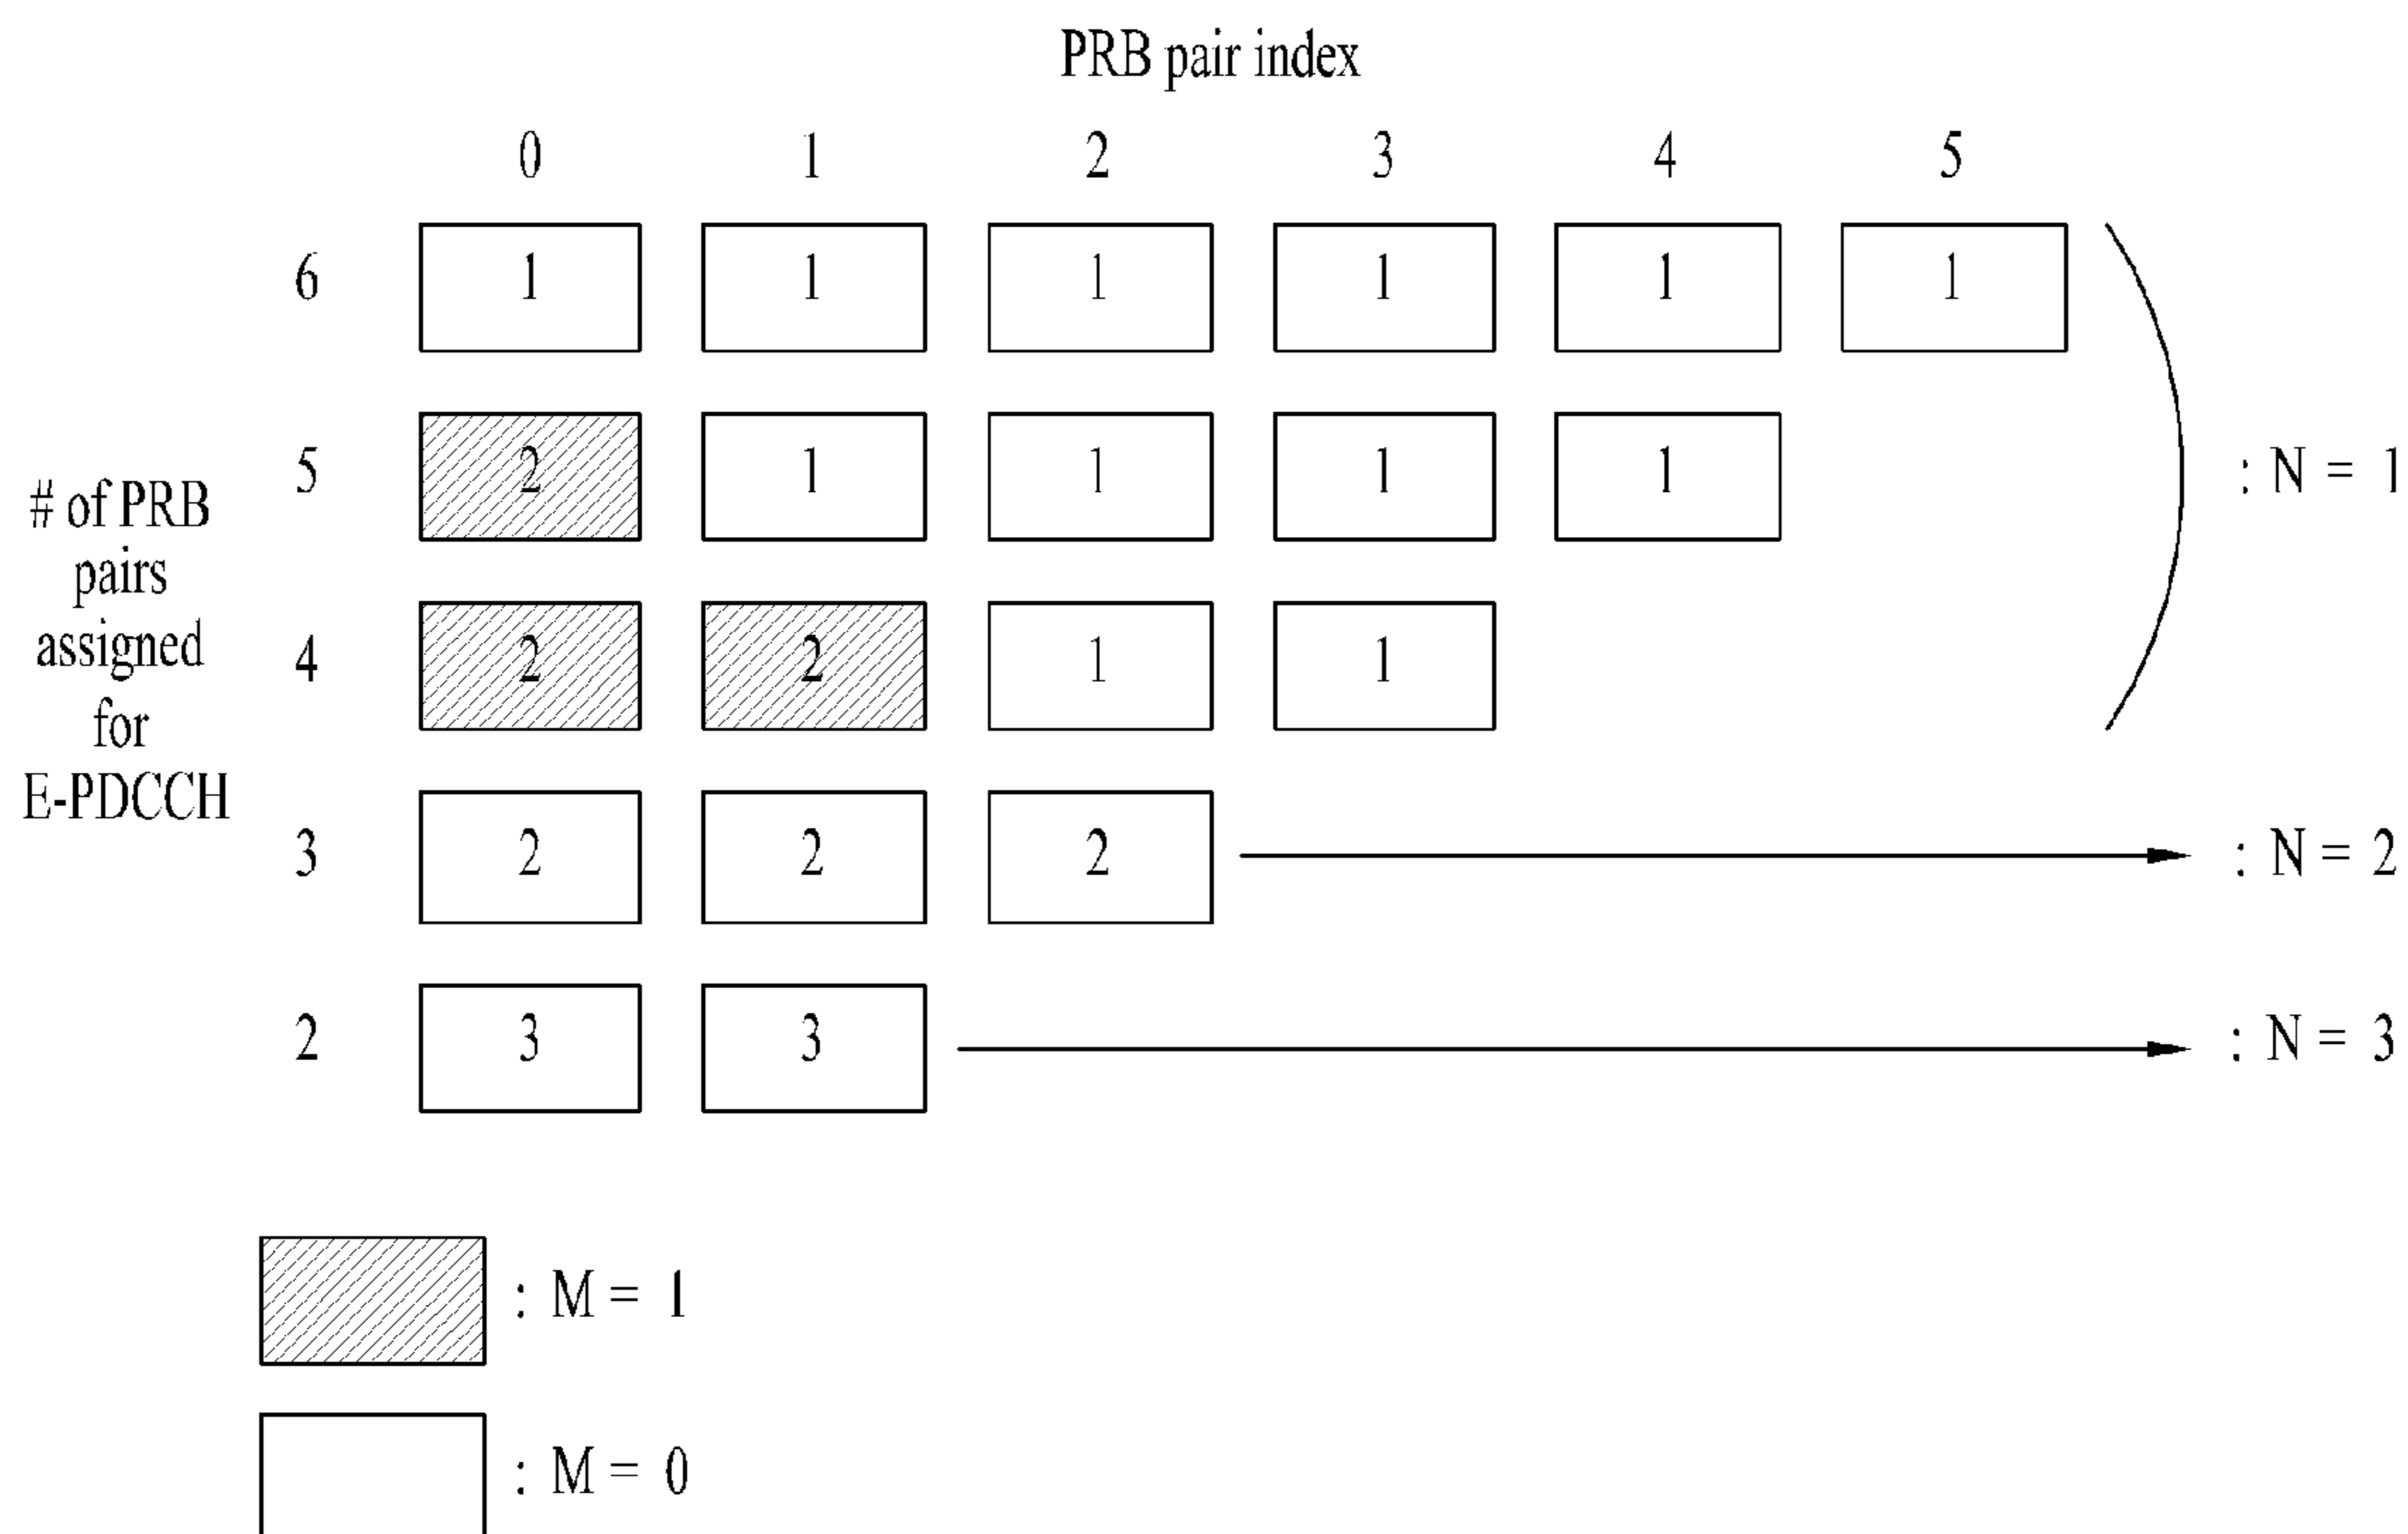 PRB pair index
0 1 2 3 4 5
6 1 1 1 1 1 1
5 2 1 1 1 1 : N = 1
# of PRB
pairs
assigned
for
E-PDCCH
4 2 2 1 1
3 2 2 2 : N = 2
2 3 3 : N = 3
: M = 1
: M = 0